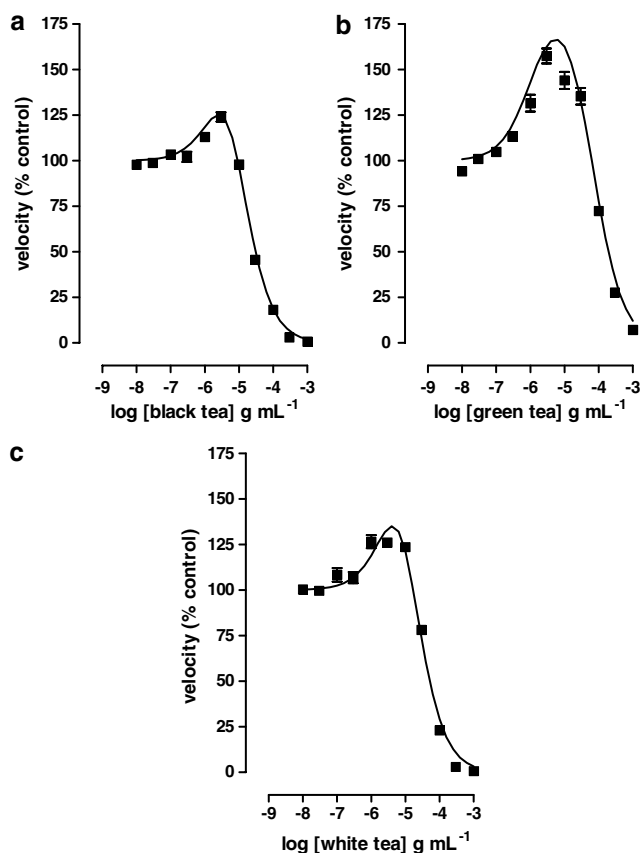 a
175
150
125
100
75
50
25
0
velocity (% control)
-9 -8 -7 -6 -5 -4 -3
log [black tea] g mL⁻¹
b
175
150
125
100
75
50
25
0
velocity (% control)
-9 -8 -7 -6 -5 -4 -3
log [green tea] g mL⁻¹
c
175
150
125
100
75
50
25
0
velocity (% control)
-9 -8 -7 -6 -5 -4 -3
log [white tea] g mL⁻¹